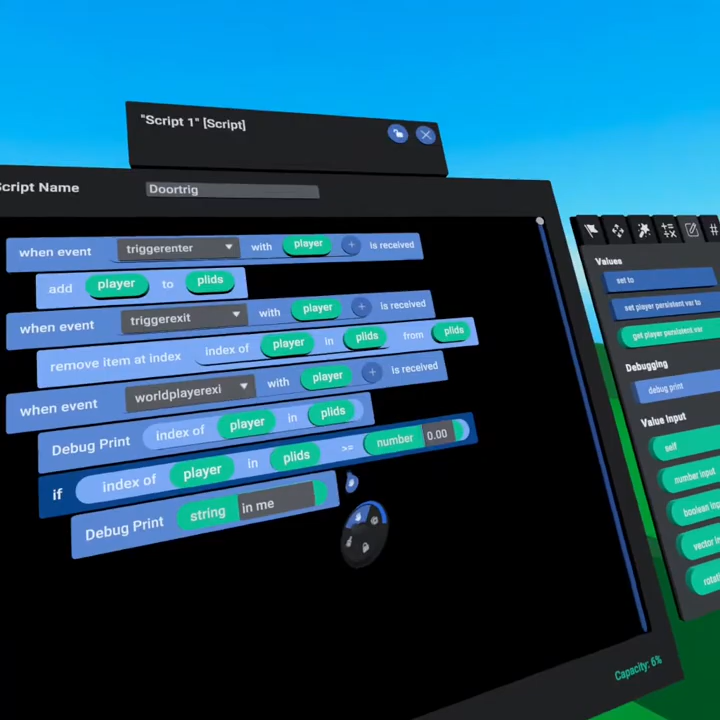 "Script 1" [Script]
Script Name Doortrig
when event triggerenter with player + is received
add player to plids
when event triggerexit with player + is received
remove item at index index of player in plids from plids
when event worldplayerexi with player + is received
Debug Print index of player in plids
if index of player in plids >= number 0.00
Debug Print string in me
Values
set to
set player persistent var to
get player persistent var
Debugging
debug print
Value Input
self
number input
boolean inp
vector in
rotati
Capacity: 6%